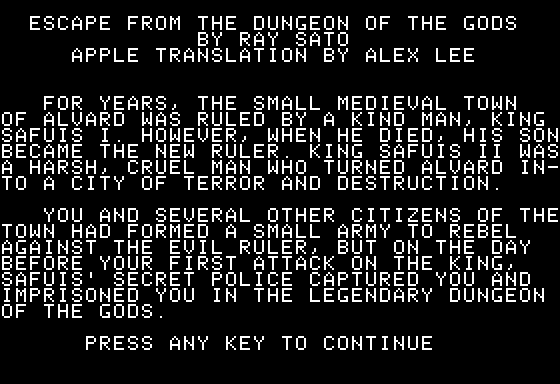 ESCAPE FROM THE DUNGEON OF THE GODS
BY RAY SATO
APPLE TRANSLATION BY ALEX LEE
FOR YEARS, THE SMALL MEDIEVAL TOWN
OF ALVARD WAS RULED BY A KIND MAN, KING
SAFUIS I. HOWEVER, WHEN HE DIED, HIS SON
BECAME THE NEW RULER. KING SAFUIS II WAS
A HARSH, CRUEL MAN WHO TURNED ALVARD IN-
TO A CITY OF TERROR AND DESTRUCTION.
YOU AND SEVERAL OTHER CITIZENS OF THE
TOWN HAD FORMED A SMALL ARMY TO REBEL
AGAINST THE EVIL RULER, BUT ON THE DAY
BEFORE YOUR FIRST ATTACK ON THE KING,
SAFUIS' SECRET POLICE CAPTURED YOU AND
IMPRISONED YOU IN THE LEGENDARY DUNGEON
OF THE GODS.
PRESS ANY KEY TO CONTINUE